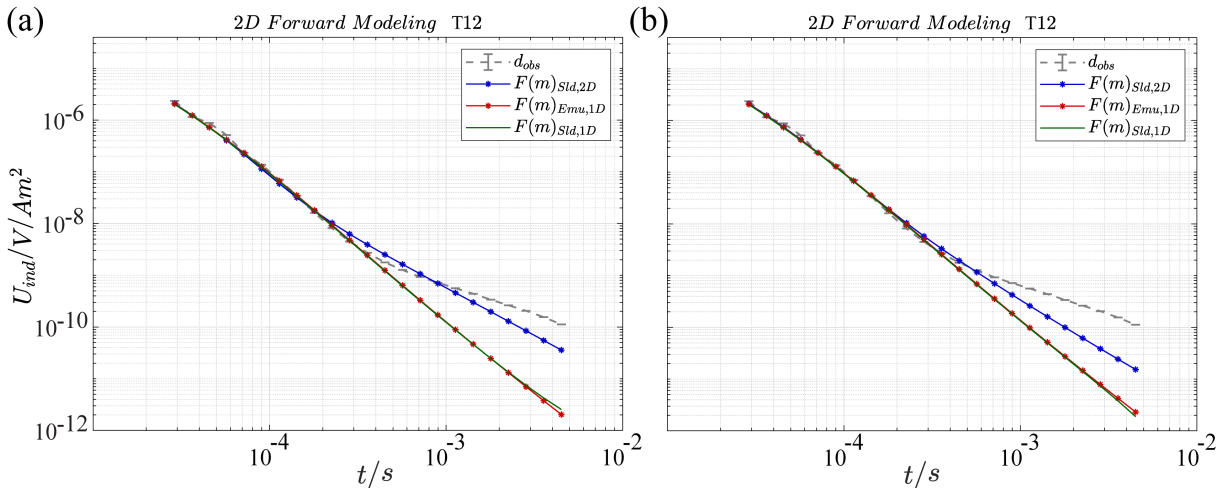 (a)
2D Forward Modeling T12
d_obs
F(m)_Sld,2D
F(m)_Emu,1D
F(m)_Sld,1D
U_ind/V/Am^2
10^-6
10^-8
10^-10
10^-12
10^-4
10^-3
10^-2
t/s
(b)
2D Forward Modeling T12
d_obs
F(m)_Sld,2D
F(m)_Emu,1D
F(m)_Sld,1D
10^-4
10^-3
10^-2
t/s